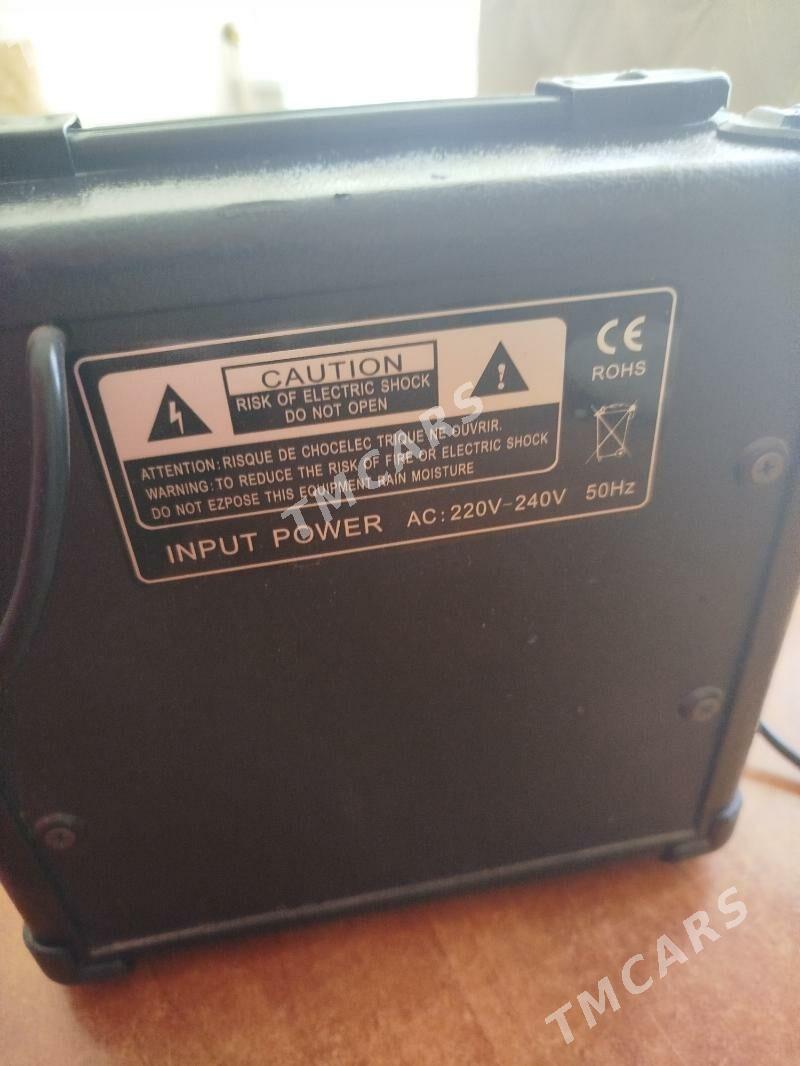 CAUTION
RISK OF ELECTRIC SHOCK
DO NOT OPEN
CE
ROHS
ATTENTION:RISQUE DE CHOCELEC TRIQUE NE OUVRIR.
WARNING:TO REDUCE THE RISK OF FIRE OR ELECTRIC SHOCK
DO NOT EZPOSE THIS EQUIPMENT RAIN MOISTURE
INPUT POWER AC:220V-240V 50Hz
TMCARS
TMCARS